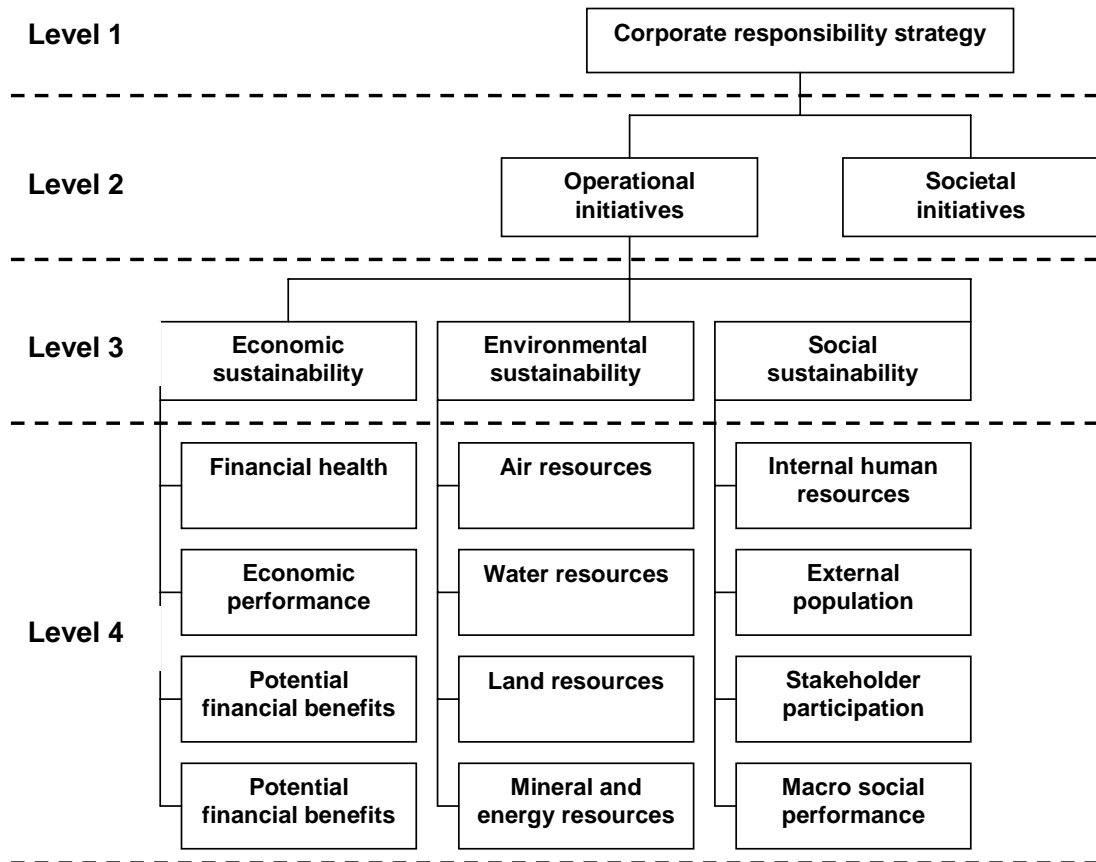 Level 1
Corporate responsibility strategy
Level 2
Operational
initiatives
Societal
initiatives
Level 3
Economic
sustainability
Environmental
sustainability
Social
sustainability
Level 4
Financial health
Air resources
Internal human
resources
Economic
performance
Water resources
External
population
Potential
financial benefits
Land resources
Stakeholder
participation
Potential
financial benefits
Mineral and
energy resources
Macro social
performance